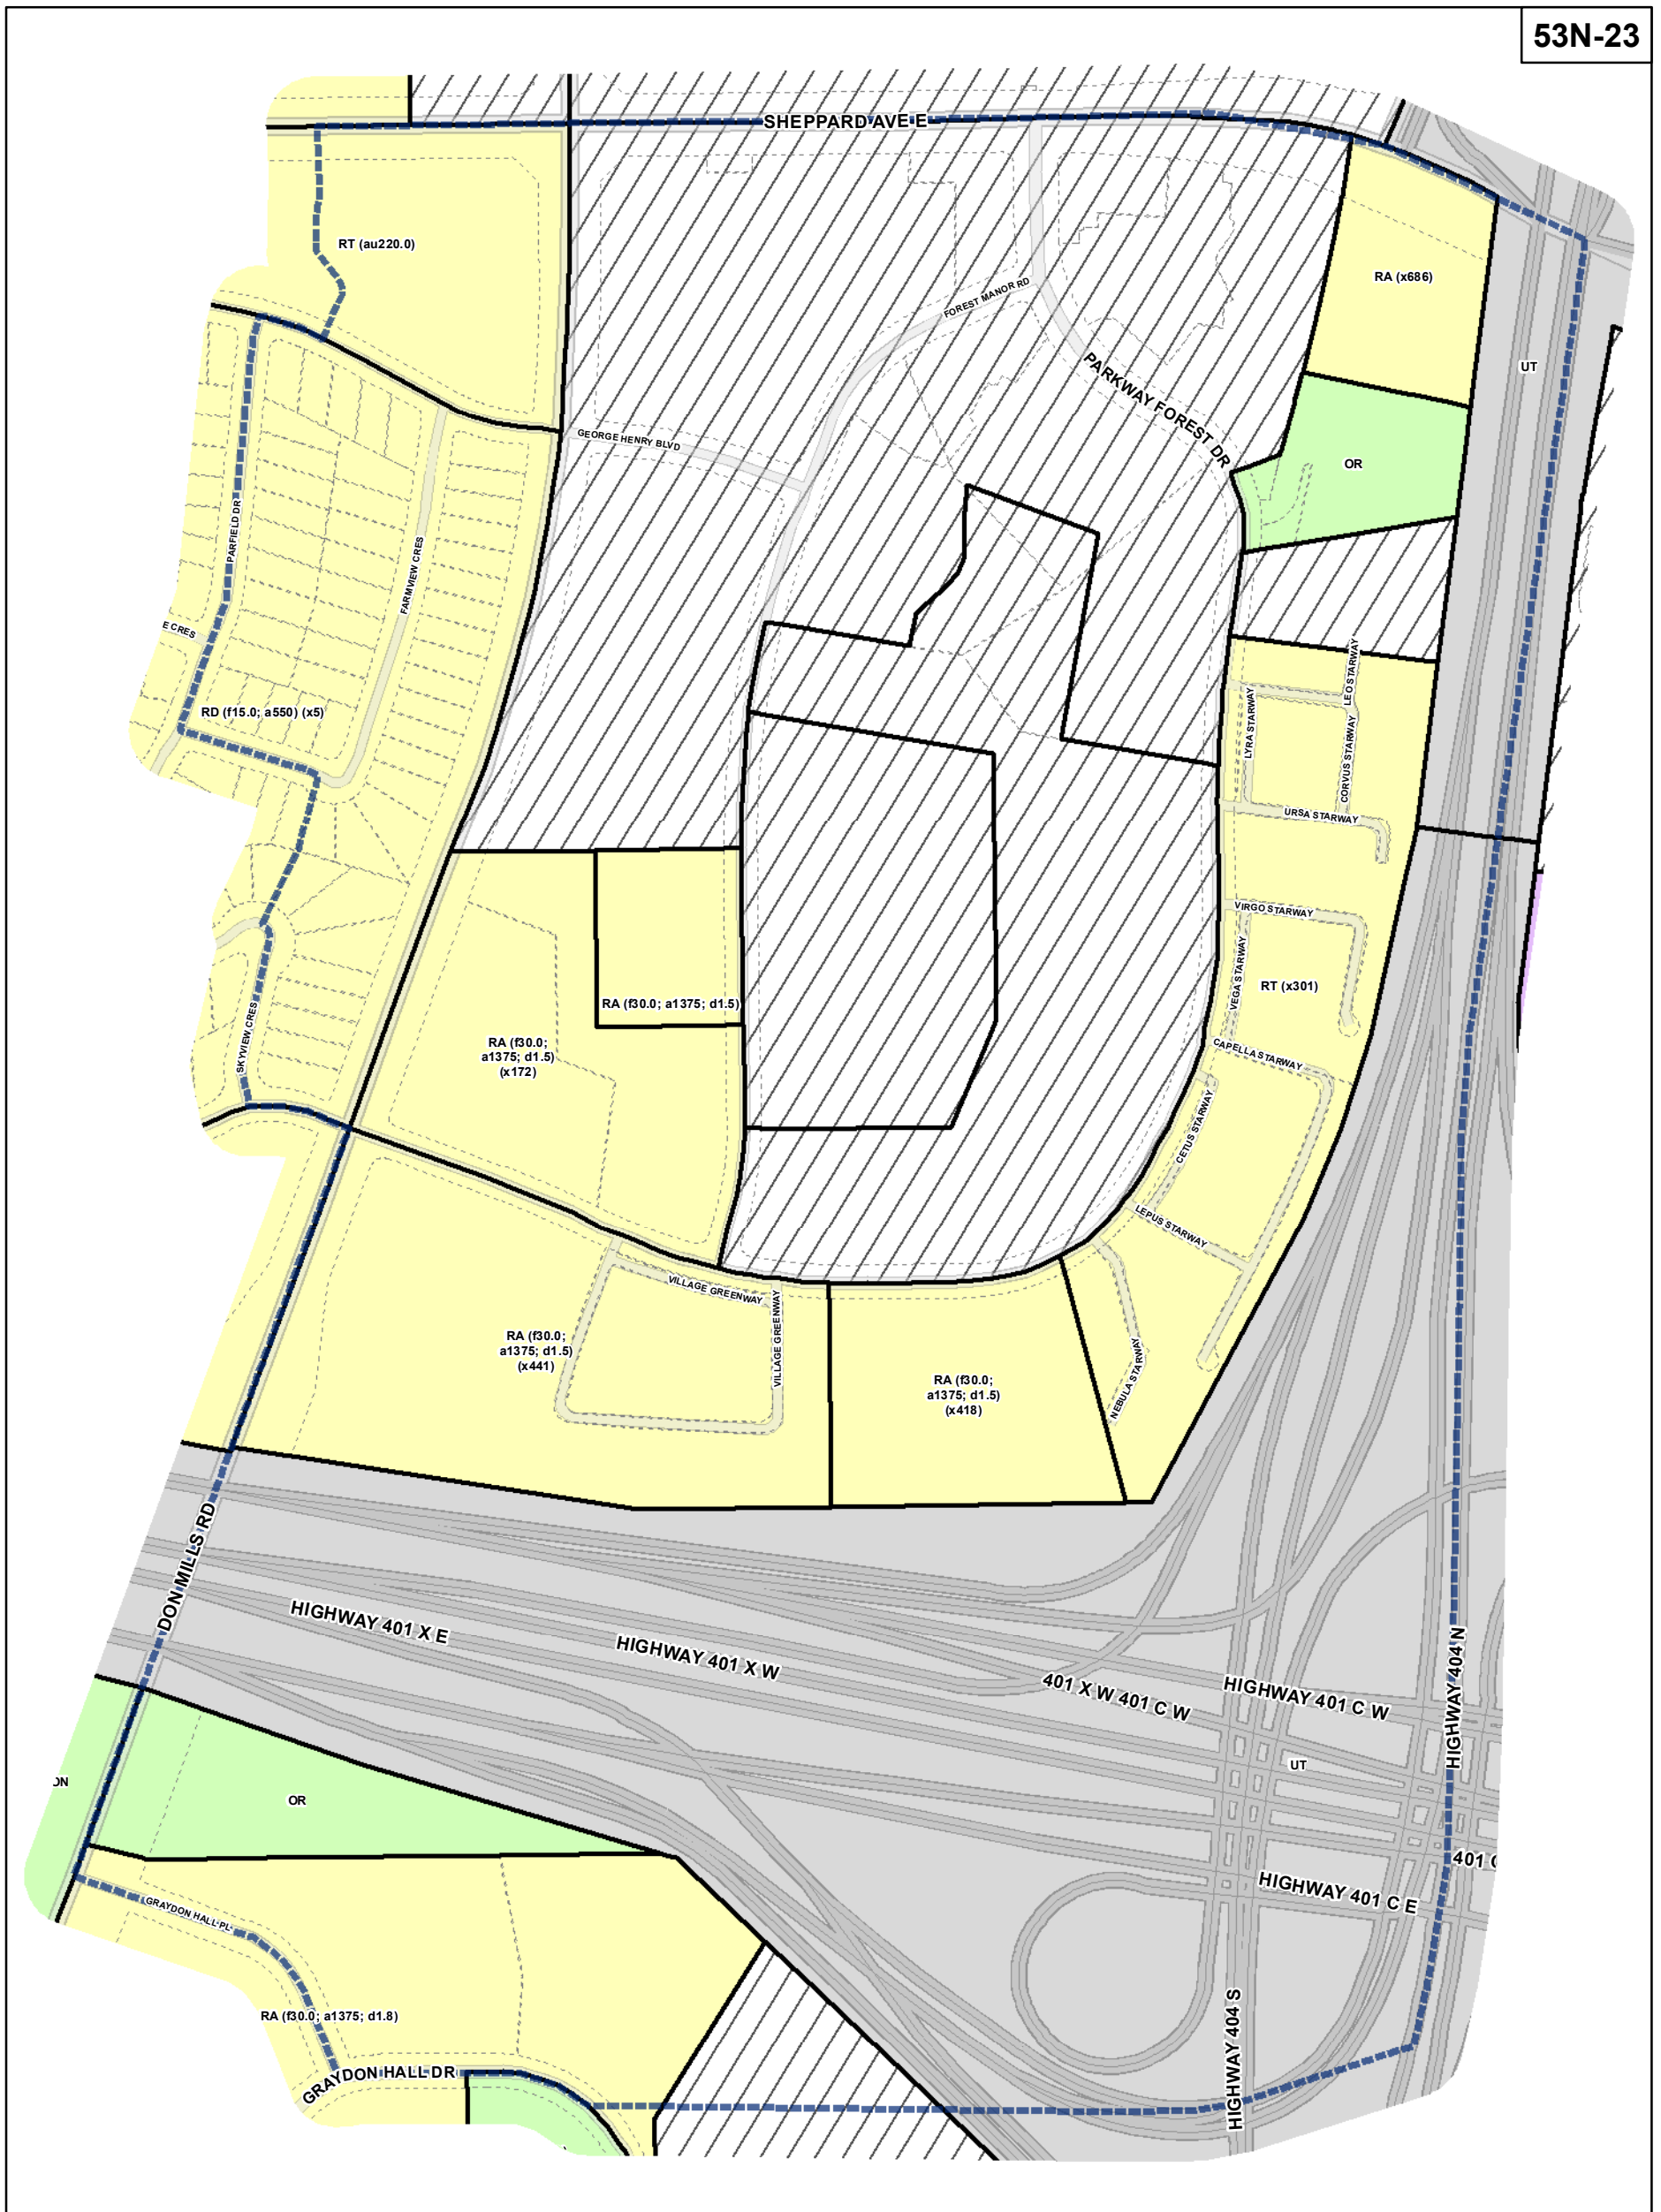 53N-23
SHEPPARD AVE E
RT (au220.0)
RA (x686)
FOREST MANOR RD
UT
PARKWAY FOREST DR
GEORGE HENRY BLVD
OR
PARFIELD DR
FARMVIEW CRES
E CRES
LEO STARWAY
RD (f15.0; a550) (x5)
LYRA STARWAY
CORVUS STARWAY
URSA STARWAY
VIRGO STARWAY
VEGA STARWAY
RT (x301)
RA (f30.0; a1375; d1.5)
SKYVIEW CRES
RA (f30.0;
a1375; d1.5)
(x172)
CAPELLA STARWAY
CETUS STARWAY
LEPUS STARWAY
VILLAGE GREENWAY
VILLAGE GREENWAY
RA (f30.0;
a1375; d1.5)
(x441)
NEBULA STARWAY
RA (f30.0;
a1375; d1.5)
(x418)
DON MILLS RD
HIGHWAY 401 X E
HIGHWAY 401 X W
401 X W 401 C W
HIGHWAY 401 C W
HIGHWAY 404 N
UT
ON
OR
401 C
HIGHWAY 401 C E
GRAYDON HALL PL
RA (f30.0; a1375; d1.8)
HIGHWAY 404 S
GRAYDON HALL DR